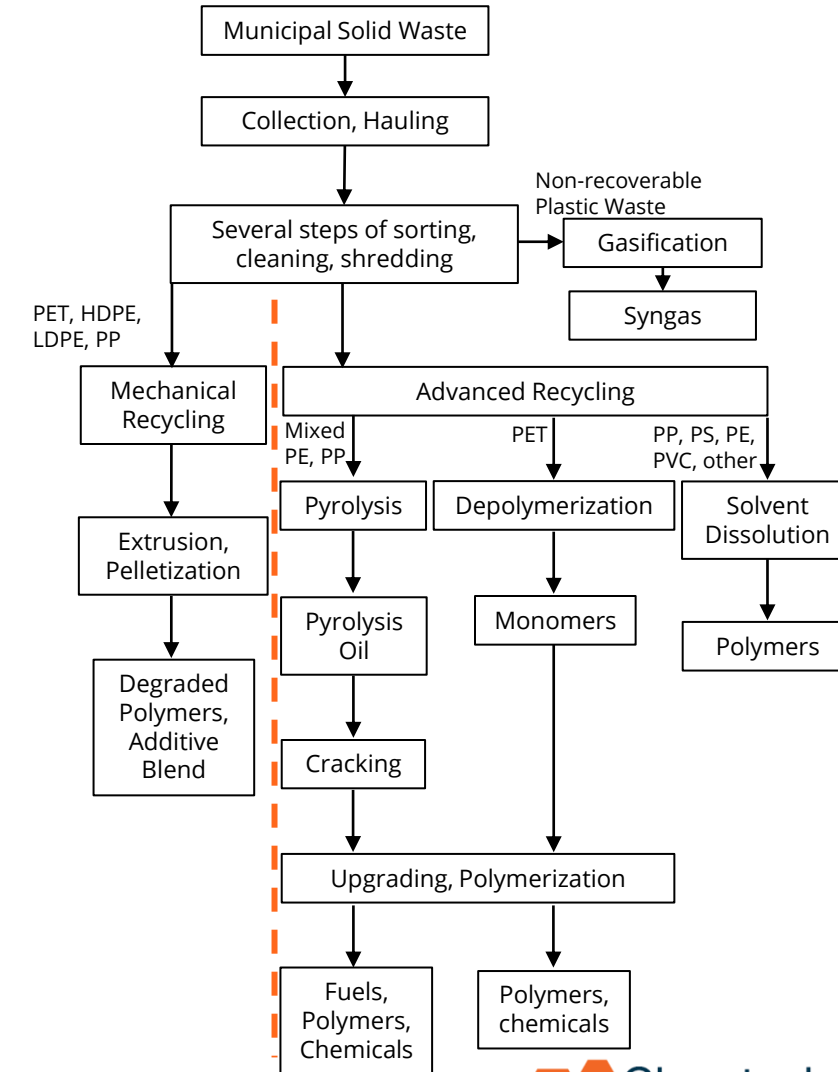 Municipal Solid Waste
Collection, Hauling
Non-recoverable
Plastic Waste
Several steps of sorting,
cleaning, shredding
Gasification
Syngas
PET, HDPE,
LDPE, PP
Mechanical
Recycling
Advanced Recycling
Mixed
PE, PP
PET
PP, PS, PE,
PVC, other
Pyrolysis
Depolymerization
Solvent
Dissolution
Extrusion,
Pelletization
Pyrolysis
Oil
Monomers
Polymers
Degraded
Polymers,
Additive
Blend
Cracking
Upgrading, Polymerization
Fuels,
Polymers,
Chemicals
Polymers,
chemicals